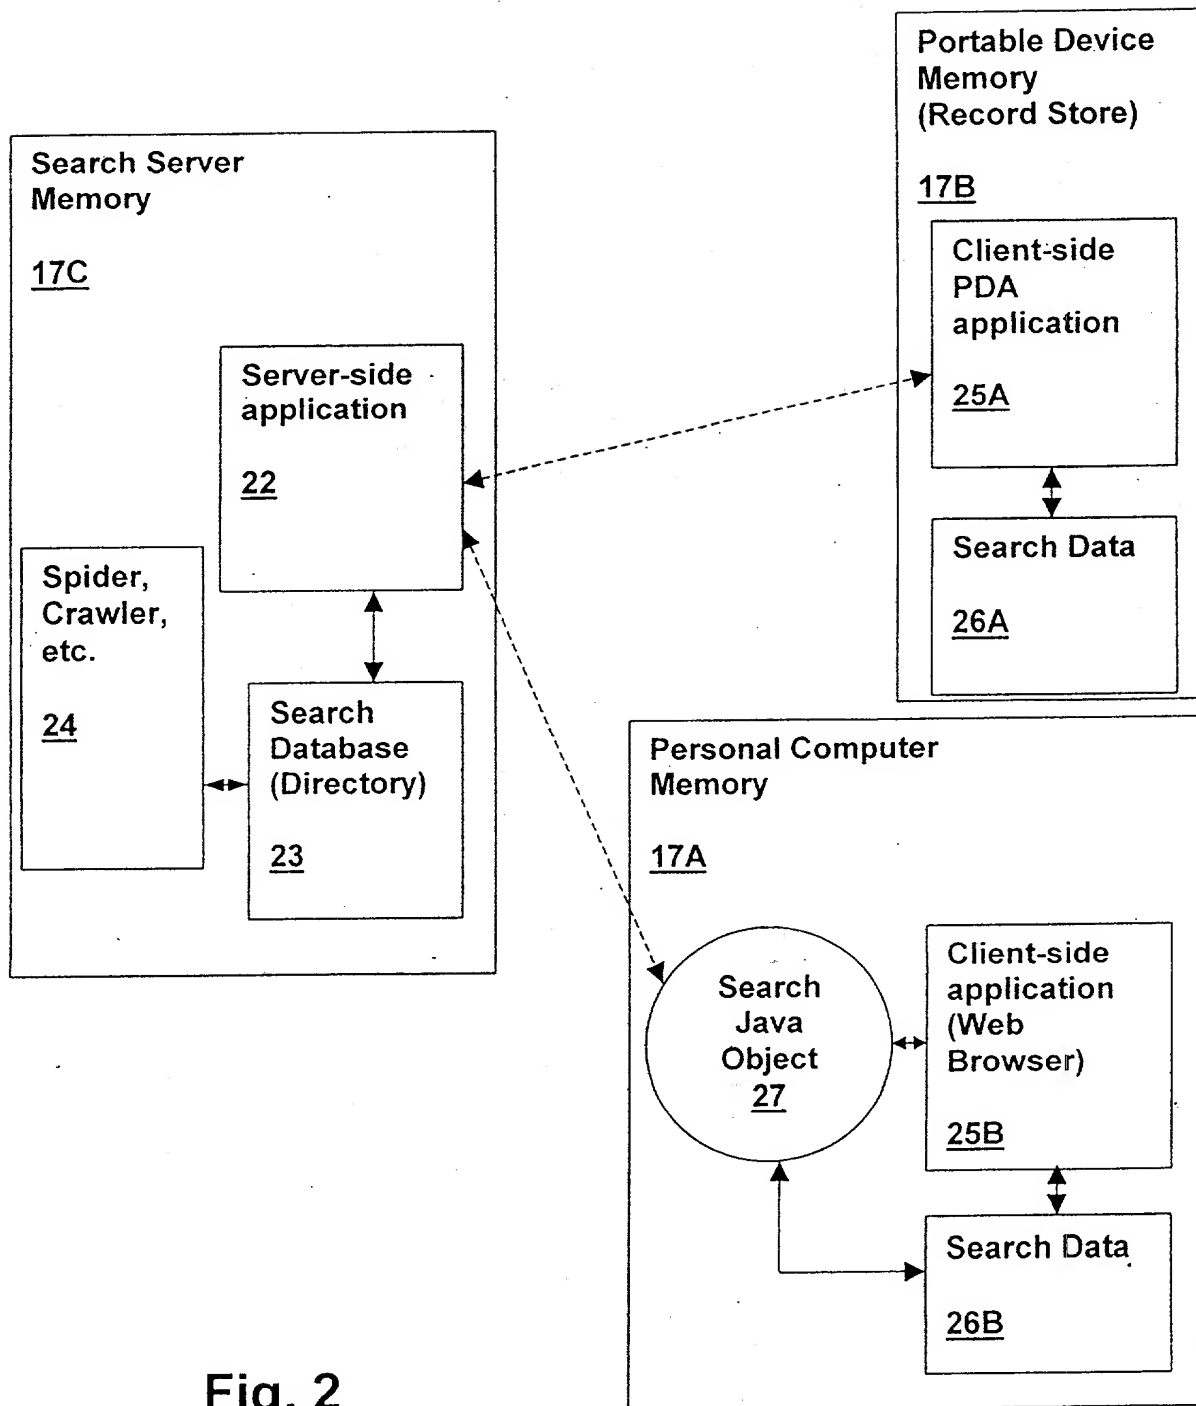 Portable Device
Memory
(Record Store)
17B
Client-side
PDA
application
25A
Search Data
26A
Search Server
Memory
17C
Server-side
application
22
Spider,
Crawler,
etc.
24
Search
Database
(Directory)
23
Personal Computer
Memory
17A
Search
Java
Object
27
Client-side
application
(Web
Browser)
25B
Search Data
26B
Fig. 2